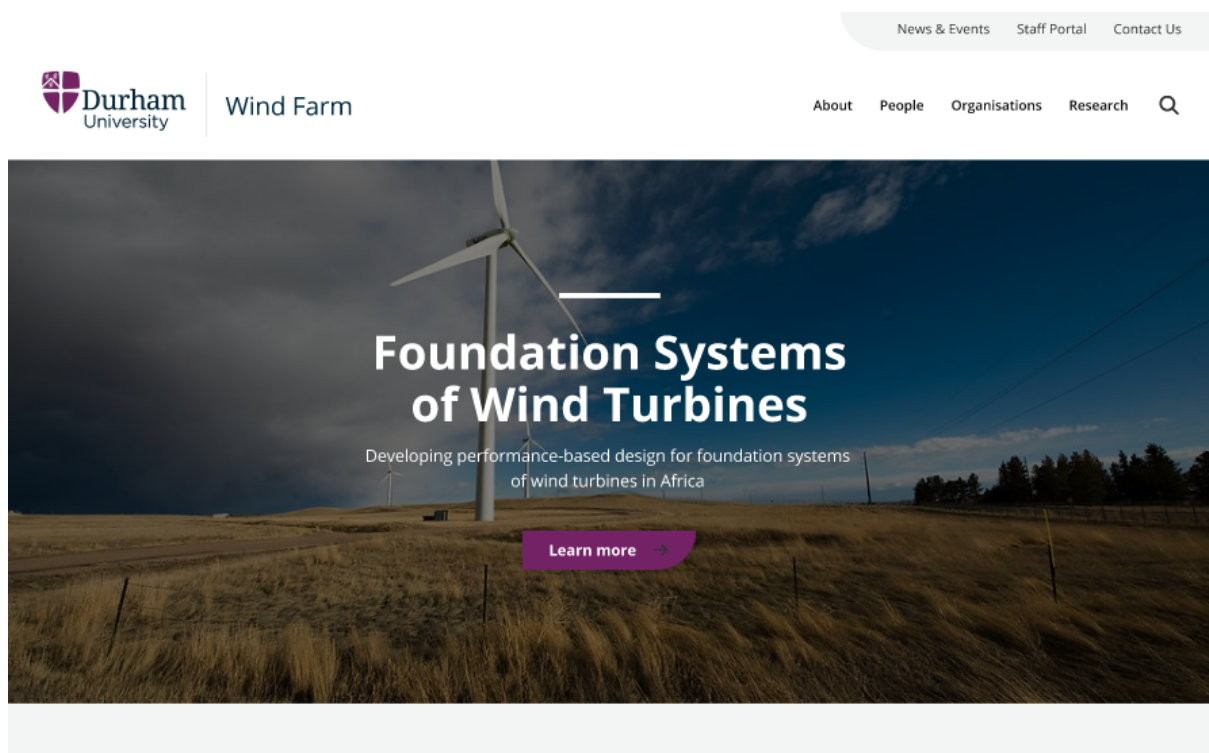 News & Events Staff Portal Contact Us
Durham
University
Wind Farm
About People Organisations Research
Foundation Systems
of Wind Turbines
Developing performance-based design for foundation systems
of wind turbines in Africa
Learn more →